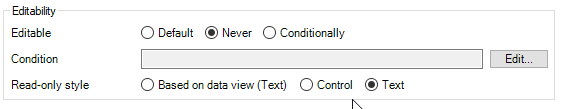 Editability
Editable Default Never Conditionally
Condition Edit...
Read-only style Based on data view (Text) Control Text